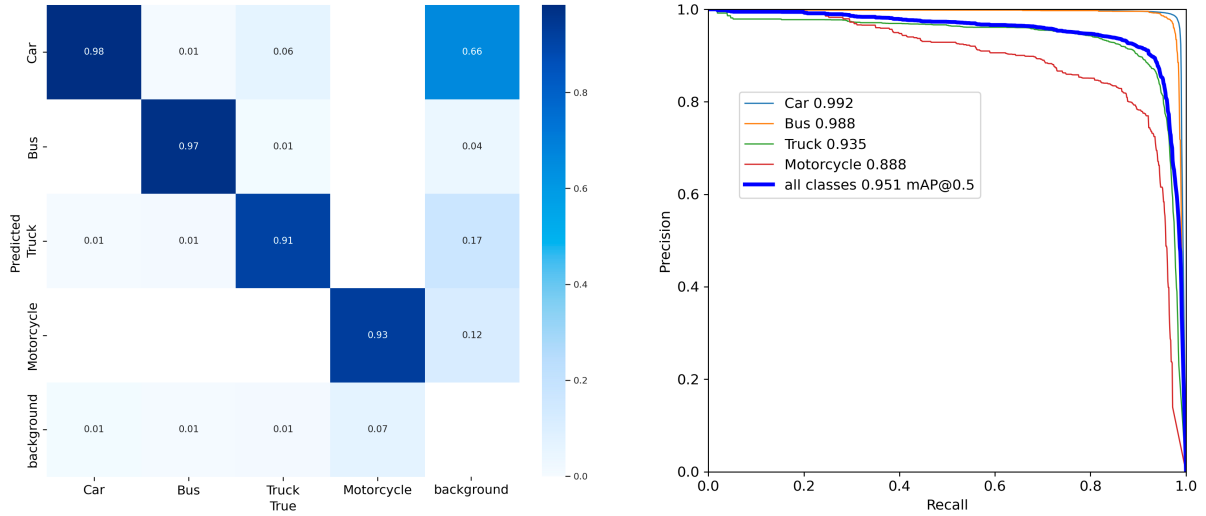 Car
0.98
0.01
0.06
0.66
0.8
Bus
0.97
0.01
0.04
0.6
Predicted
Truck
0.01
0.01
0.91
0.17
0.4
Motorcycle
0.93
0.12
0.2
background
0.01
0.01
0.01
0.07
0.0
Car
Bus
Truck
Motorcycle
background
True
1.0
0.8
0.6
0.4
0.2
0.0
Precision
Car 0.992
Bus 0.988
Truck 0.935
Motorcycle 0.888
all classes 0.951 mAP@0.5
0.0
0.2
0.4
0.6
0.8
1.0
Recall